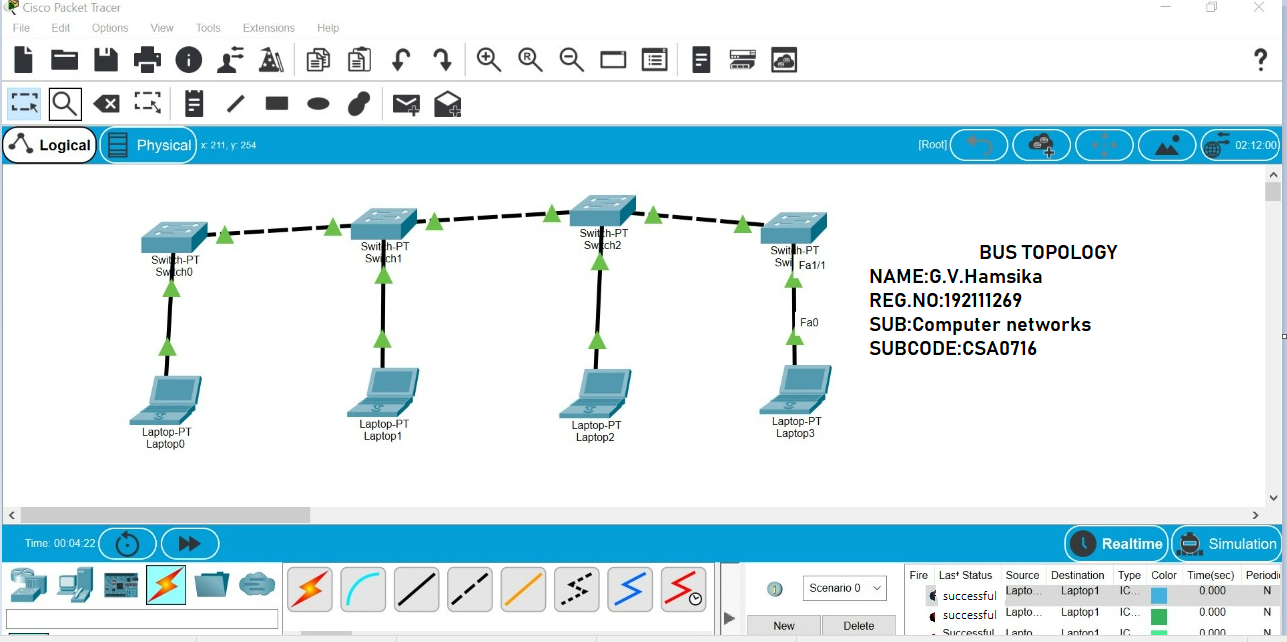 Cisco Packet Tracer
File Edit Options View Tools Extensions Help
Logical
Physical
x: 211, y: 254
[Root]
02:12:00
Switch-PT
Switch0
Switch-PT
Switch1
Switch-PT
Switch2
Switch-PT
Swi
Fa1/1
Fa0
Laptop-PT
Laptop0
Laptop-PT
Laptop1
Laptop-PT
Laptop2
Laptop-PT
Laptop3
BUS TOPOLOGY
NAME:G.V.Hamsika
REG.NO:192111269
SUB:Computer networks
SUBCODE:CSA0716
Time: 00:04:22
Realtime
Simulation
Scenario 0
New
Delete
Fire Last Status Source Destination Type Color Time(sec) Periodi
successful Lapto... Laptop1 IC... 0.000 N
successful Lapto... Laptop1 IC... 0.000 N
Successful Lapto... Laptop1 IC... 0.000 N